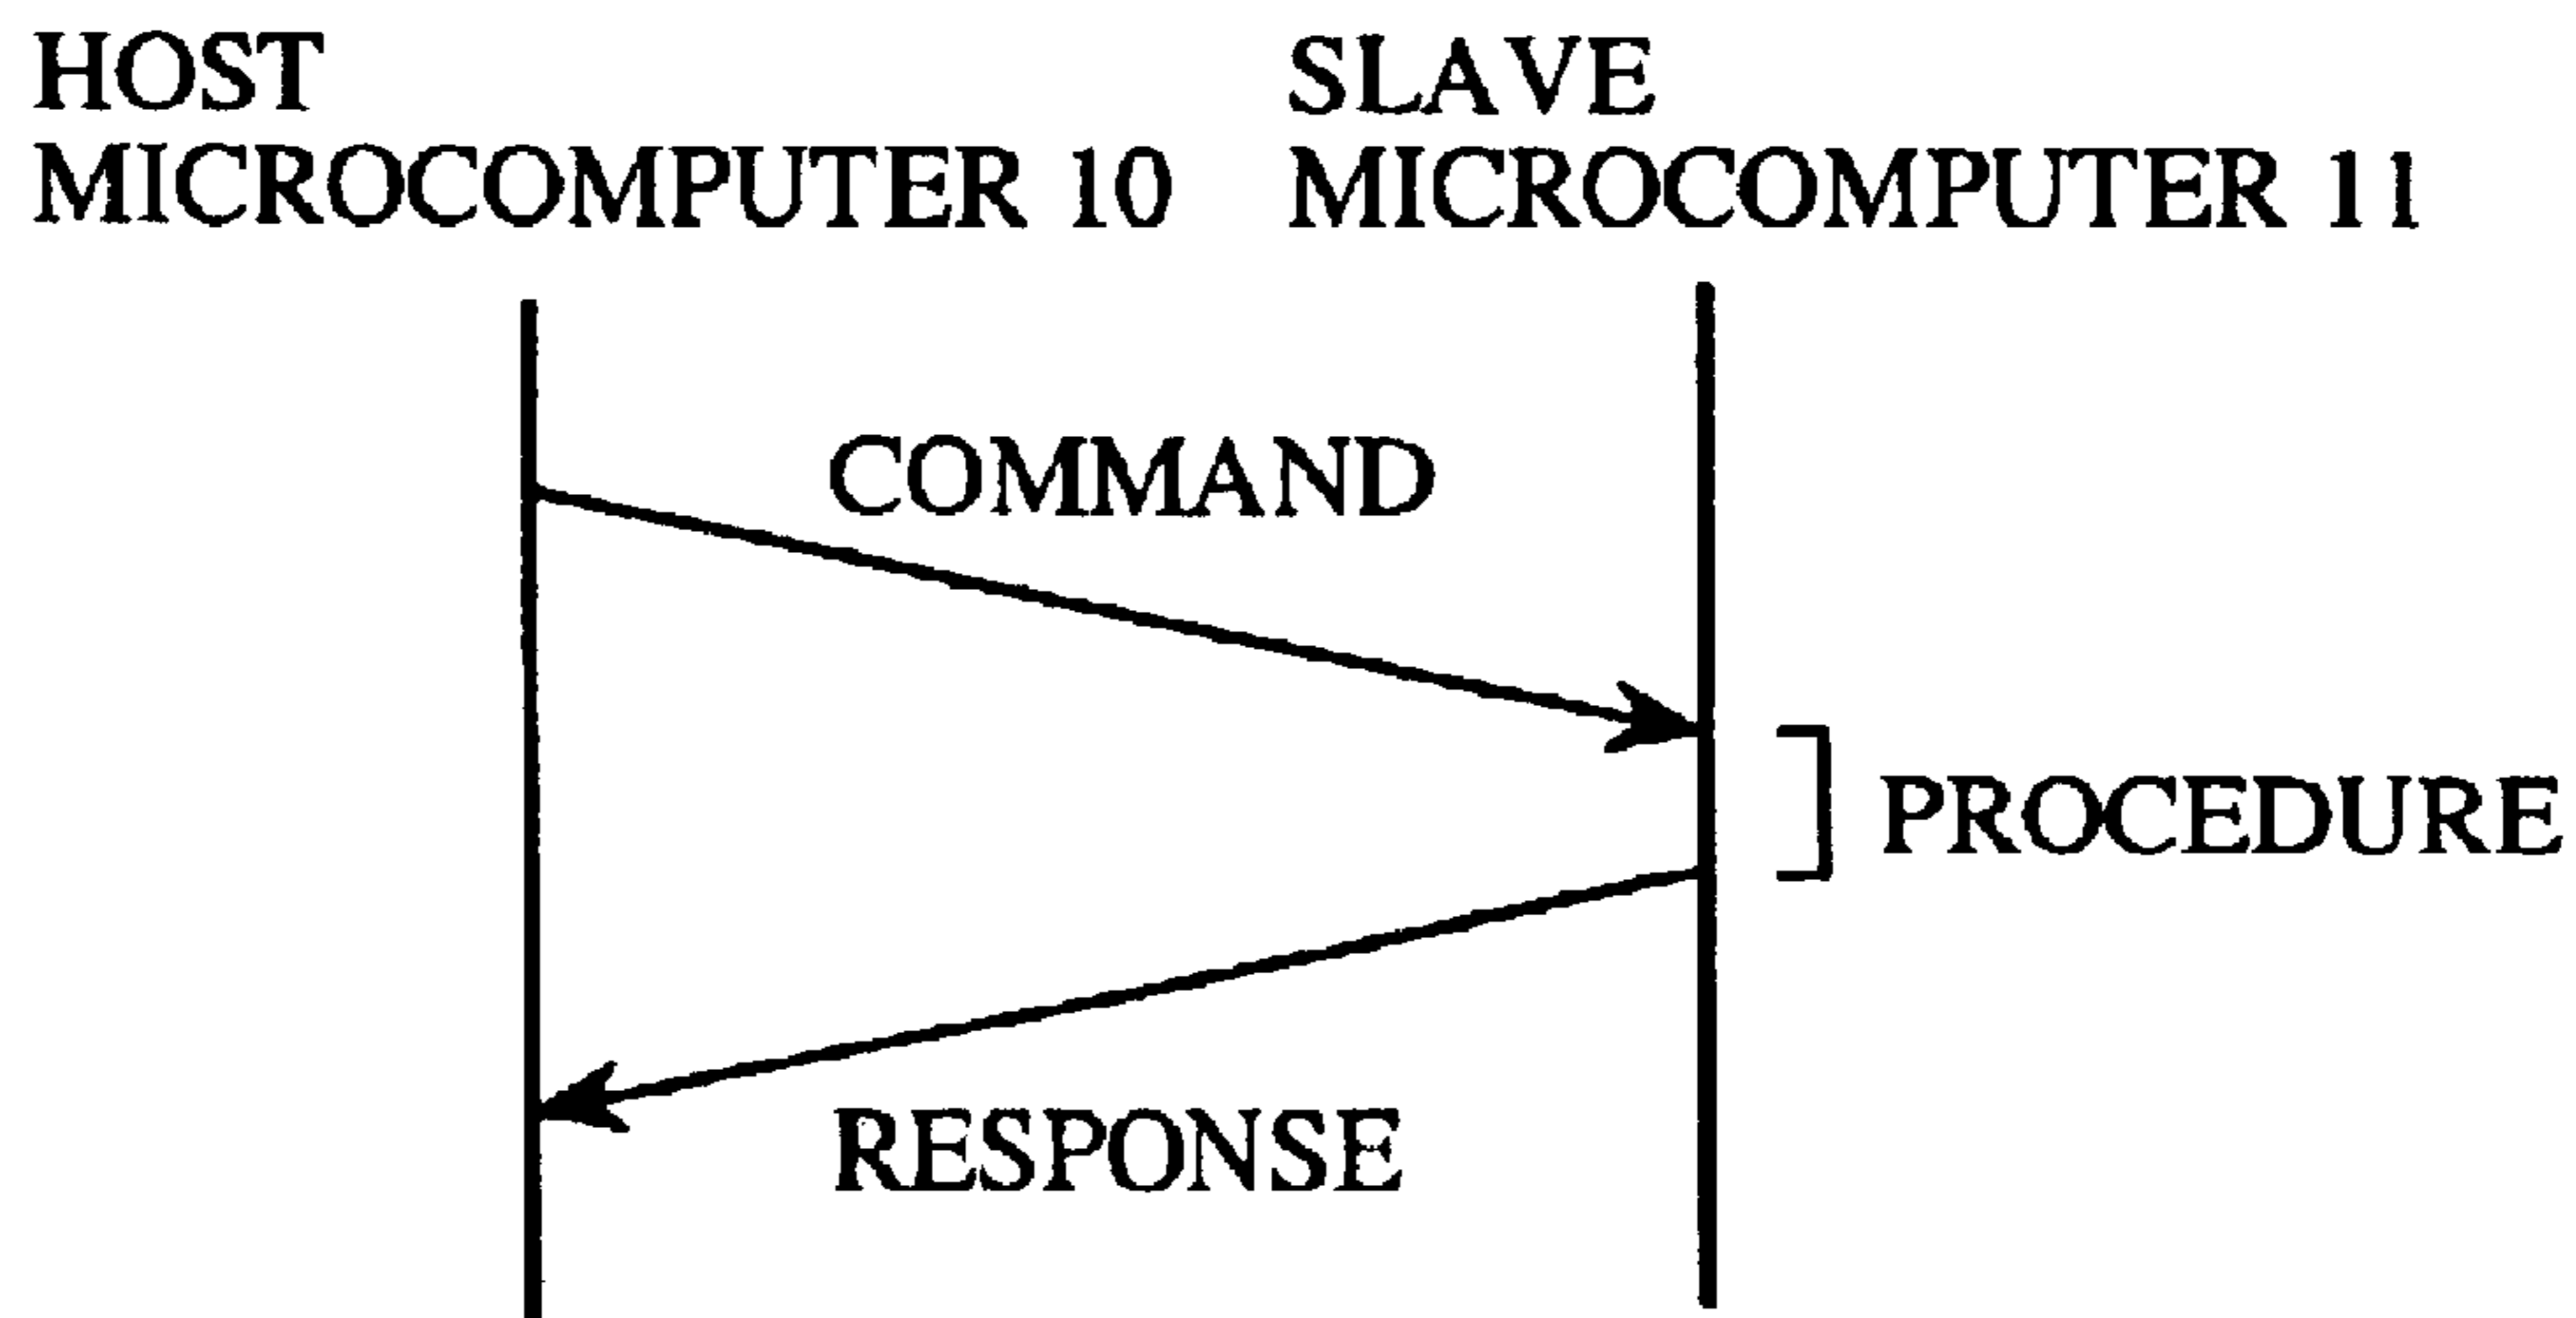 HOST
MICROCOMPUTER 10
SLAVE
MICROCOMPUTER 11
COMMAND
PROCEDURE
RESPONSE